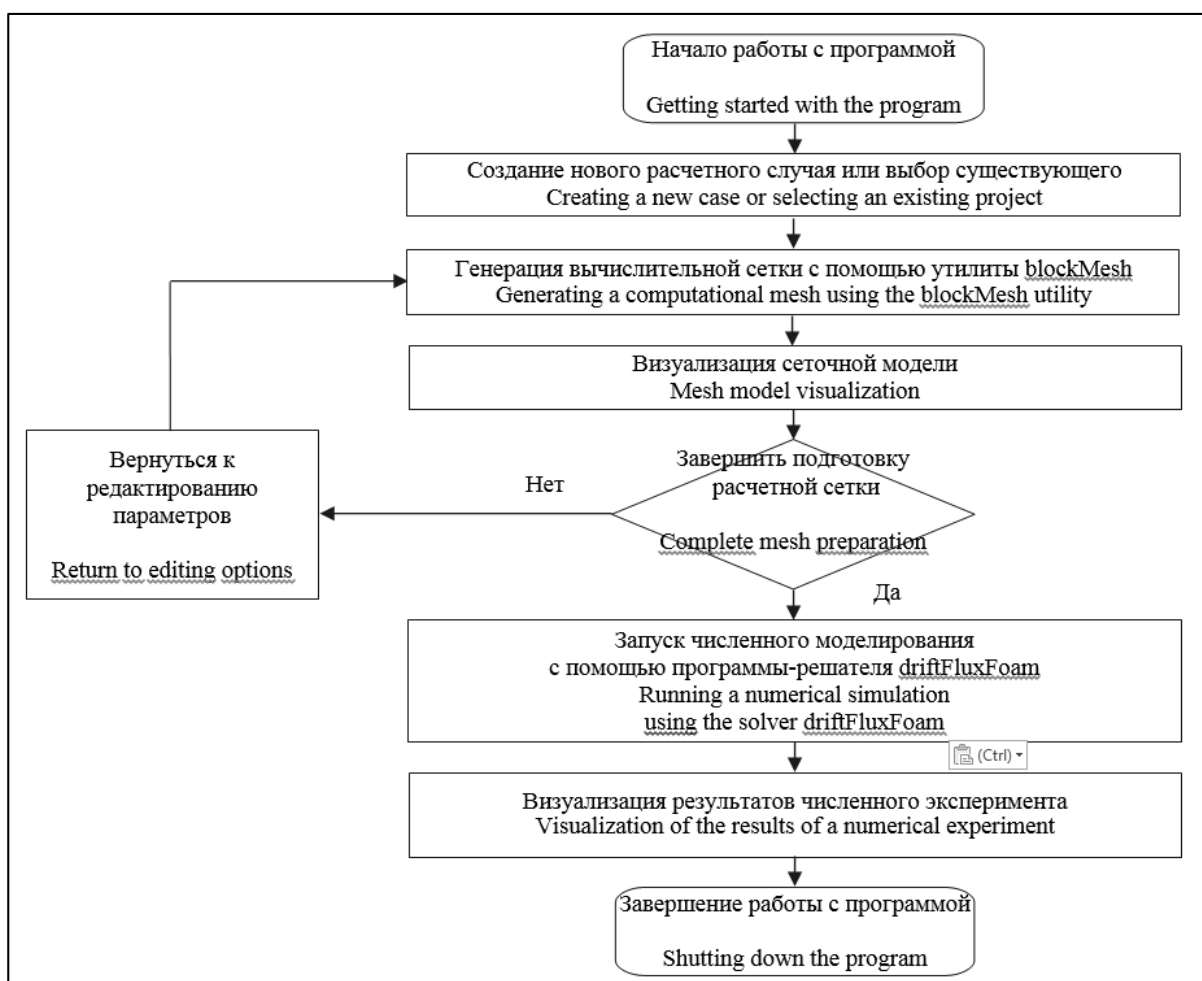 Начало работы с программой
Getting started with the program
Создание нового расчетного случая или выбор существующего
Creating a new case or selecting an existing project
Генерация вычислительной сетки с помощью утилиты blockMesh
Generating a computational mesh using the blockMesh utility
Визуализация сеточной модели
Mesh model visualization
Завершить подготовку
расчетной сетки
Complete mesh preparation
Нет
Вернуться к
редактированию
параметров
Return to editing options
Да
Запуск численного моделирования
с помощью программы-решателя driftFluxFoam
Running a numerical simulation
using the solver driftFluxFoam
(Ctrl)
Визуализация результатов численного эксперимента
Visualization of the results of a numerical experiment
Завершение работы с программой
Shutting down the program